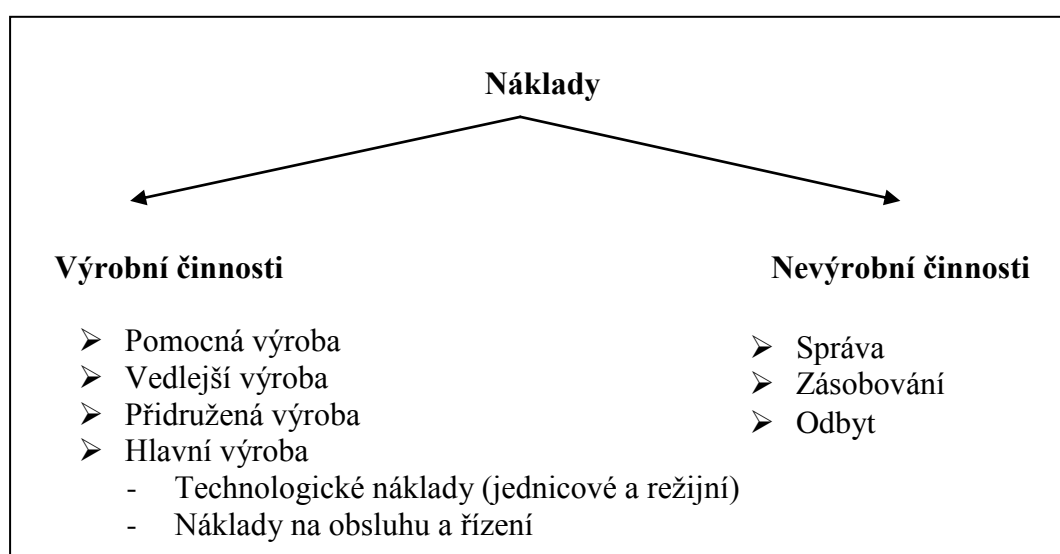 Náklady
Výrobní činnosti
Pomocná výroba
Vedlejší výroba
Přidružená výroba
Hlavní výroba
- Technologické náklady (jednicové a režijní)
- Náklady na obsluhu a řízení
Nevýrobní činnosti
Správa
Zásobování
Odbyt